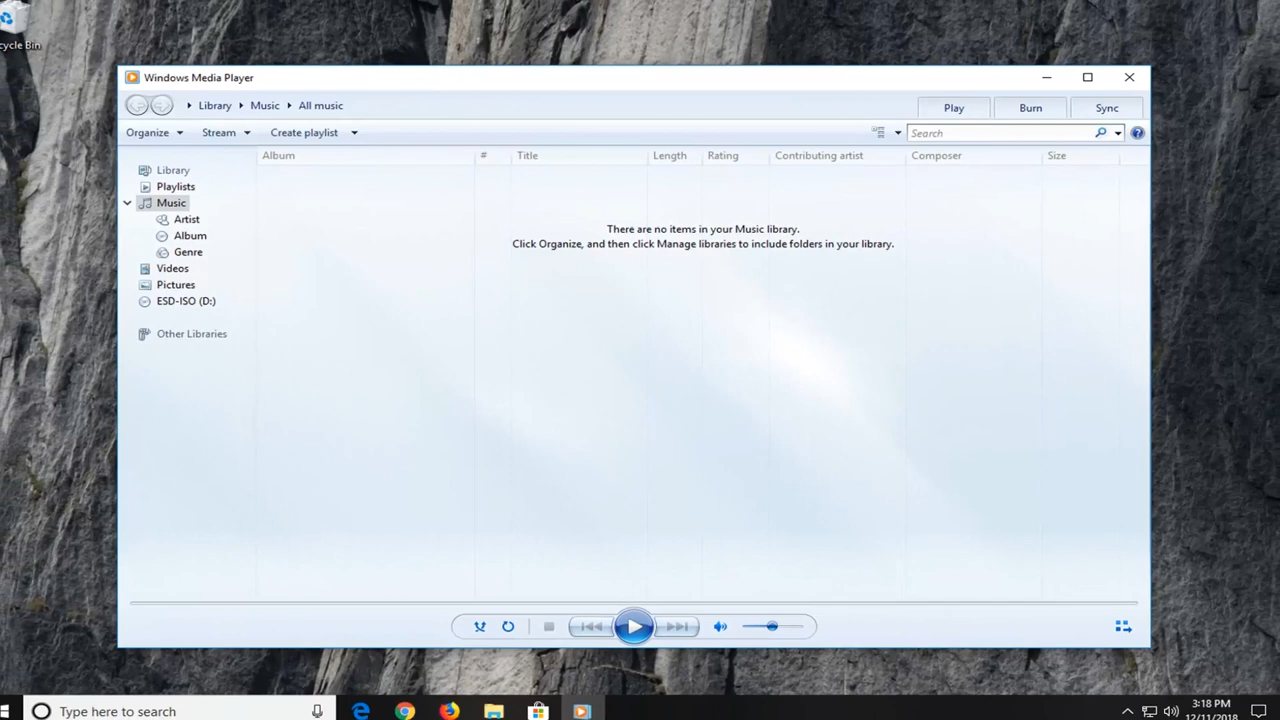 cycle Bin
Windows Media Player
Library Music All music
Play Burn Sync
Organize Stream Create playlist
Search
Album # Title Length Rating Contributing artist Composer Size
Library
Playlists
Music
Artist
Album
Genre
Videos
Pictures
ESD-ISO (D:)
Other Libraries
There are no items in your Music library.
Click Organize, and then click Manage libraries to include folders in your library.
Type here to search
3:18 PM
12/11/2018